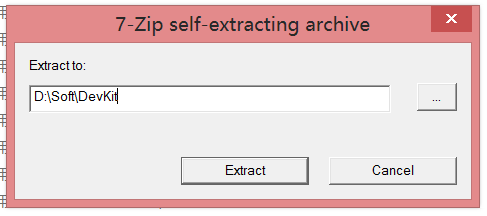 7-Zip self-extracting archive
Extract to:
D:\Soft\DevKit
...
Extract
Cancel